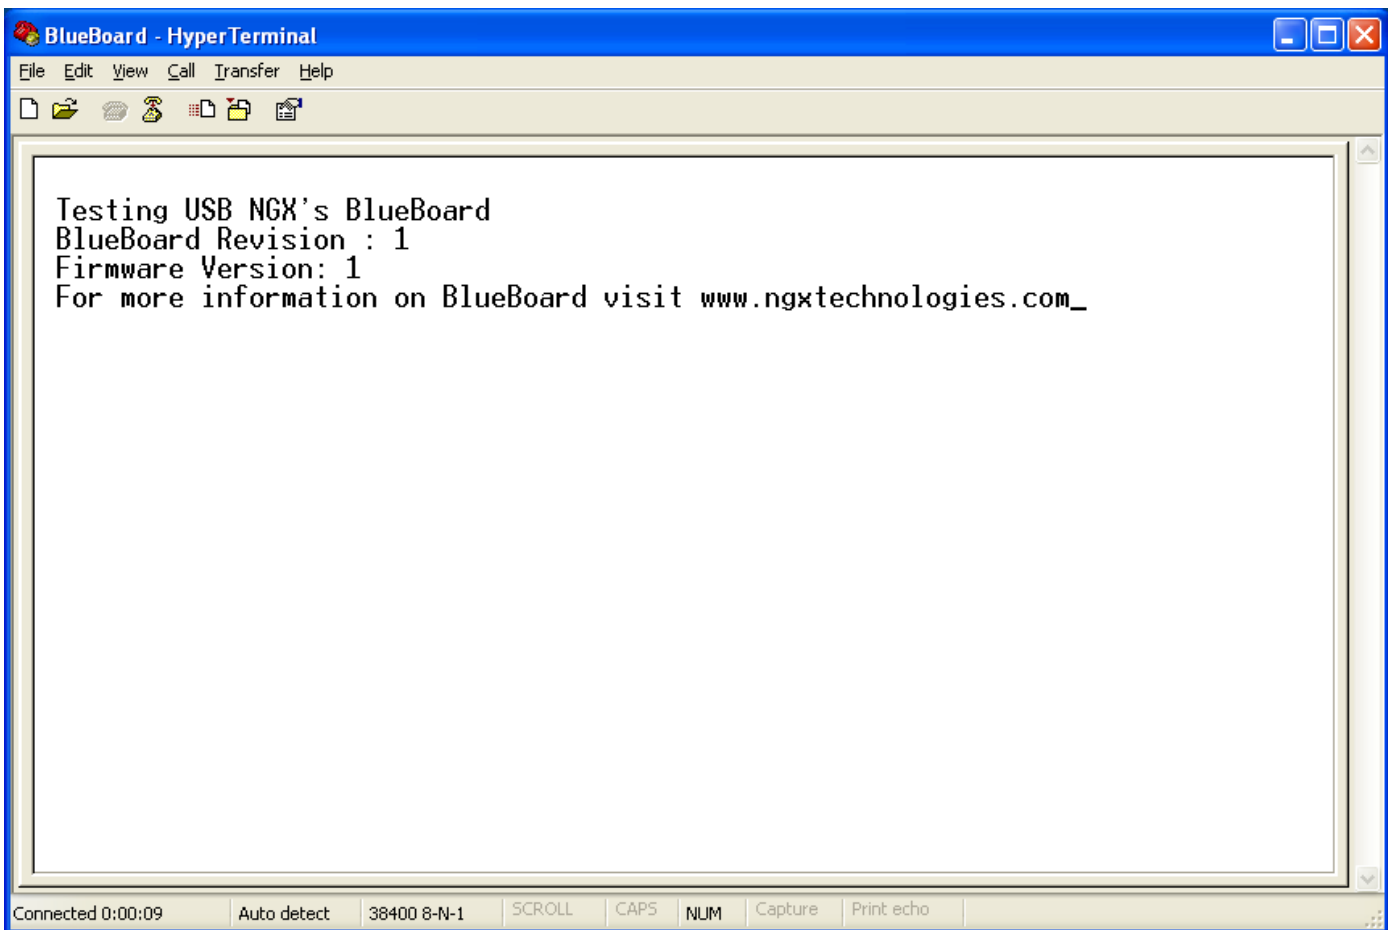 BlueBoard - HyperTerminal
File Edit View Call Transfer Help
Testing USB NGX's BlueBoard
BlueBoard Revision : 1
Firmware Version: 1
For more information on BlueBoard visit www.ngxtechnologies.com_
Connected 0:00:09 Auto detect 38400 8-N-1 SCROLL CAPS NUM Capture Print echo